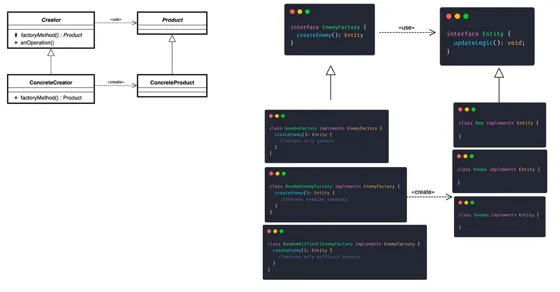 Creator
# factoryMethod() : Product
+ anOperation()
«use»
Product
ConcreteCreator
+ factoryMethod() : Product
«create»
ConcreteProduct
interface EnemyFactory {
createEnemy(): Entity
}
«use»
interface Entity {
updateLogic(): void;
}
class GoombaFactory implements EnemyFactory {
createEnemy(): Entity {
//returns only goombas
}
}
class RandomEnemyFactory implements EnemyFactory {
createEnemy(): Entity {
//returns enemies randomly
}
}
class RandomDifficultEnemyFactory implements EnemyFactory {
createEnemy(): Entity {
//returns only difficult enemies
}
}
«create»
class Boo implements Entity {
}
class Koopa implements Entity {
}
class Goomba implements Entity {
}